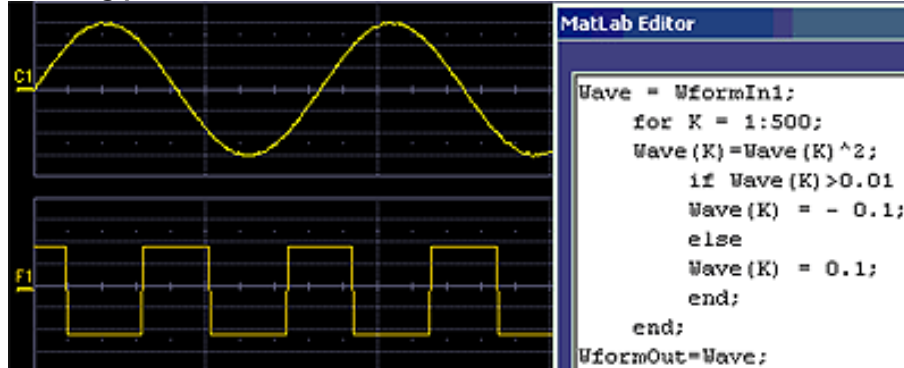 MatLab Editor
C1
F1
Wave = WformIn1;
for K = 1:500;
Wave(K)=Wave(K)^2;
if Wave(K)>0.01
Wave(K) = - 0.1;
else
Wave(K) = 0.1;
end;
end;
WformOut=Wave;